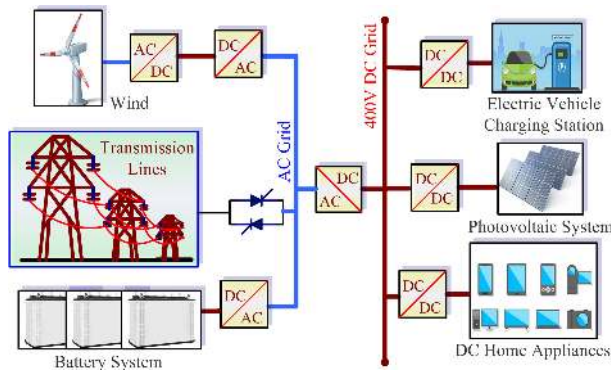 AC
DC
DC
AC
Wind
Transmission
Lines
AC Grid
DC
AC
Battery System
DC
AC
400V DC Grid
DC
DC
Electric Vehicle
Charging Station
DC
DC
Photovoltaic System
DC
DC
DC Home Appliances